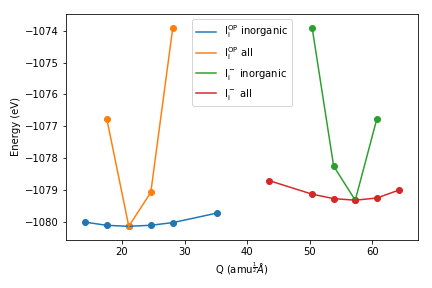 −1074
−1075
−1076
−1077
−1078
−1079
−1080
Energy (eV)
I_i^OP inorganic
I_i^OP all
I_i^− inorganic
I_i^− all
20
30
40
50
60
Q (amu^½Å)